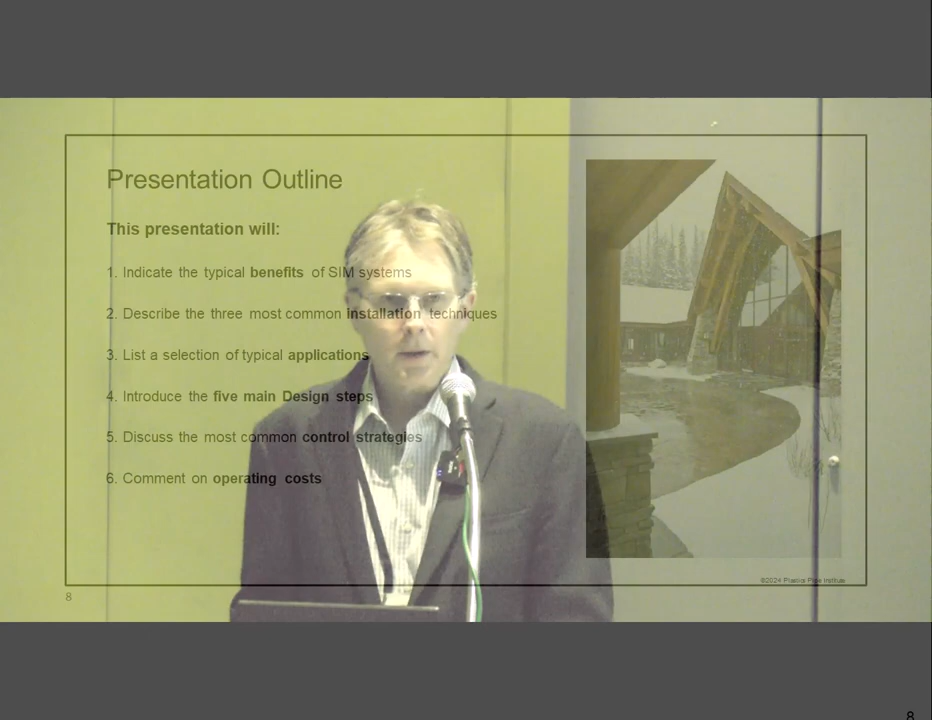 Presentation Outline
This presentation will:
1. Indicate the typical benefits of SIM systems
2. Describe the three most common installation techniques
3. List a selection of typical applications
4. Introduce the five main Design steps
5. Discuss the most common control strategies
6. Comment on operating costs
©2024 Plastics Pipe Institute
8
8